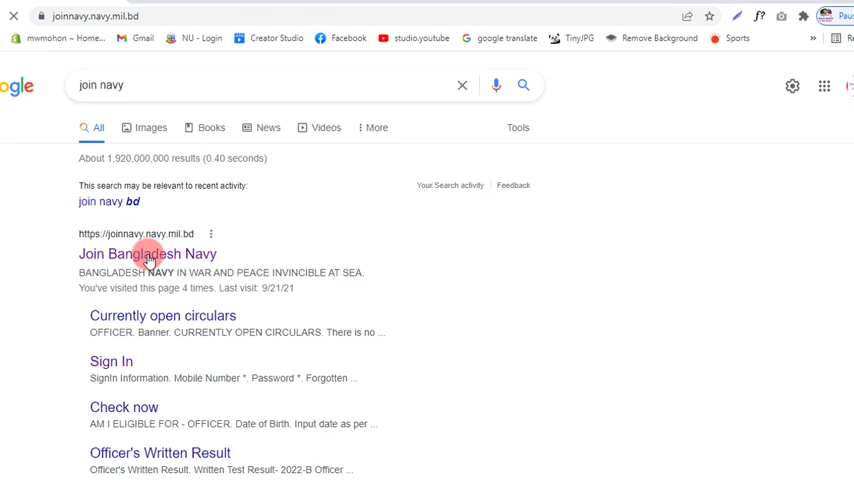 joinnavy.navy.mil.bd
mwmohon ~ Home... Gmail NU - Login Creator Studio Facebook studio.youtube google translate TinyJPG Remove Background Sports »
join navy
All Images Books News Videos More Tools
About 1,920,000,000 results (0.40 seconds)
This search may be relevant to recent activity: Your Search activity Feedback
join navy bd
https://joinnavy.navy.mil.bd
Join Bangladesh Navy
BANGLADESH NAVY IN WAR AND PEACE INVINCIBLE AT SEA.
You've visited this page 4 times. Last visit: 9/21/21
Currently open circulars
OFFICER. Banner. CURRENTLY OPEN CIRCULARS. There is no ...
Sign In
SignIn Information. Mobile Number *. Password *. Forgotten ...
Check now
AM I ELIGIBLE FOR - OFFICER. Date of Birth. Input date as per ...
Officer's Written Result
Officer's Written Result. Written Test Result- 2022-B Officer ...